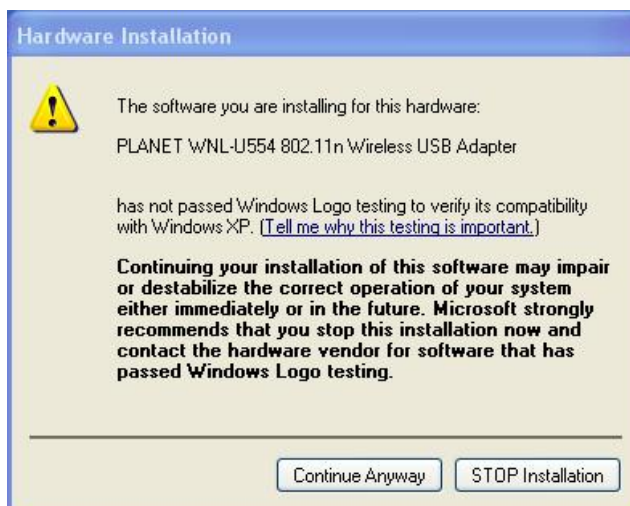 Hardware Installation
The software you are installing for this hardware:
PLANET WNL-U554 802.11n Wireless USB Adapter
has not passed Windows Logo testing to verify its compatibility
with Windows XP. (Tell me why this testing is important.)
Continuing your installation of this software may impair
or destabilize the correct operation of your system
either immediately or in the future. Microsoft strongly
recommends that you stop this installation now and
contact the hardware vendor for software that has
passed Windows Logo testing.
Continue Anyway
STOP Installation